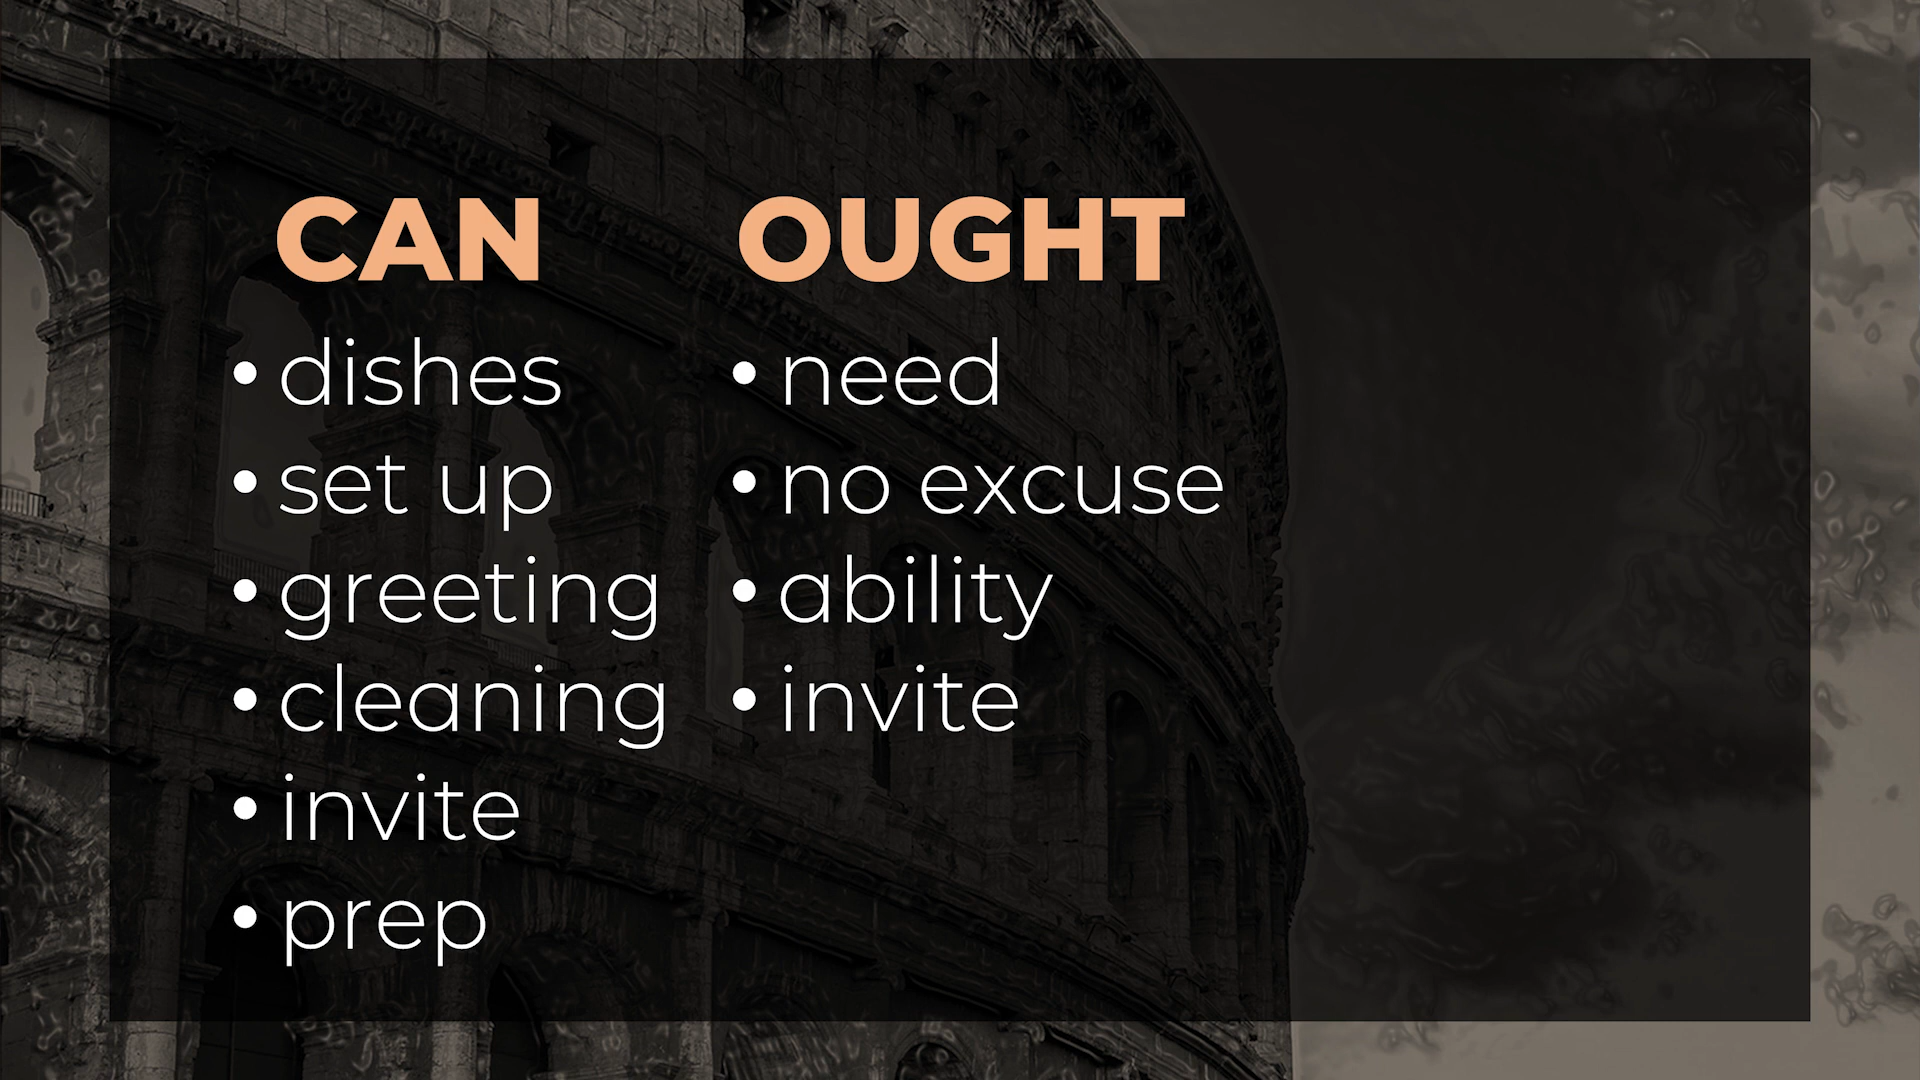 CAN
• dishes
• set up
• greeting
• cleaning
• invite
• prep
OUGHT
• need
• no excuse
• ability
• invite